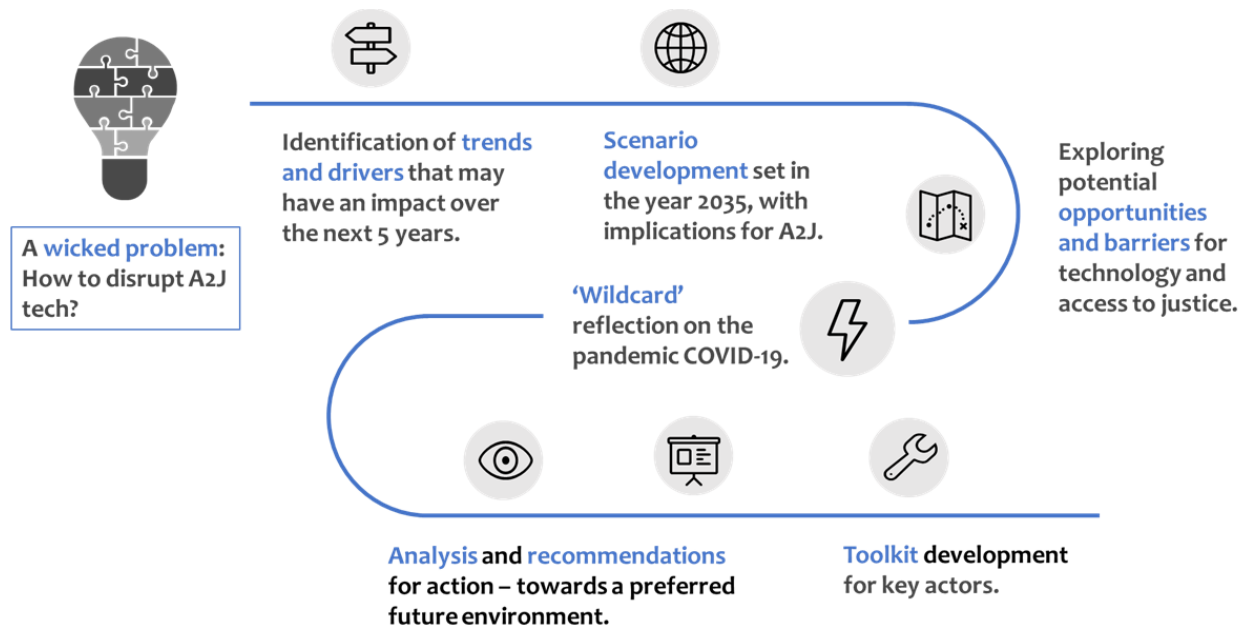 A wicked problem:
How to disrupt A2J
tech?
Identification of trends
and drivers that may
have an impact over
the next 5 years.
Scenario
development set in
the year 2035, with
implications for A2J.
Exploring
potential
opportunities
and barriers for
technology and
access to justice.
‘Wildcard’
reflection on the
pandemic COVID-19.
Analysis and recommendations
for action – towards a preferred
future environment.
Toolkit development
for key actors.